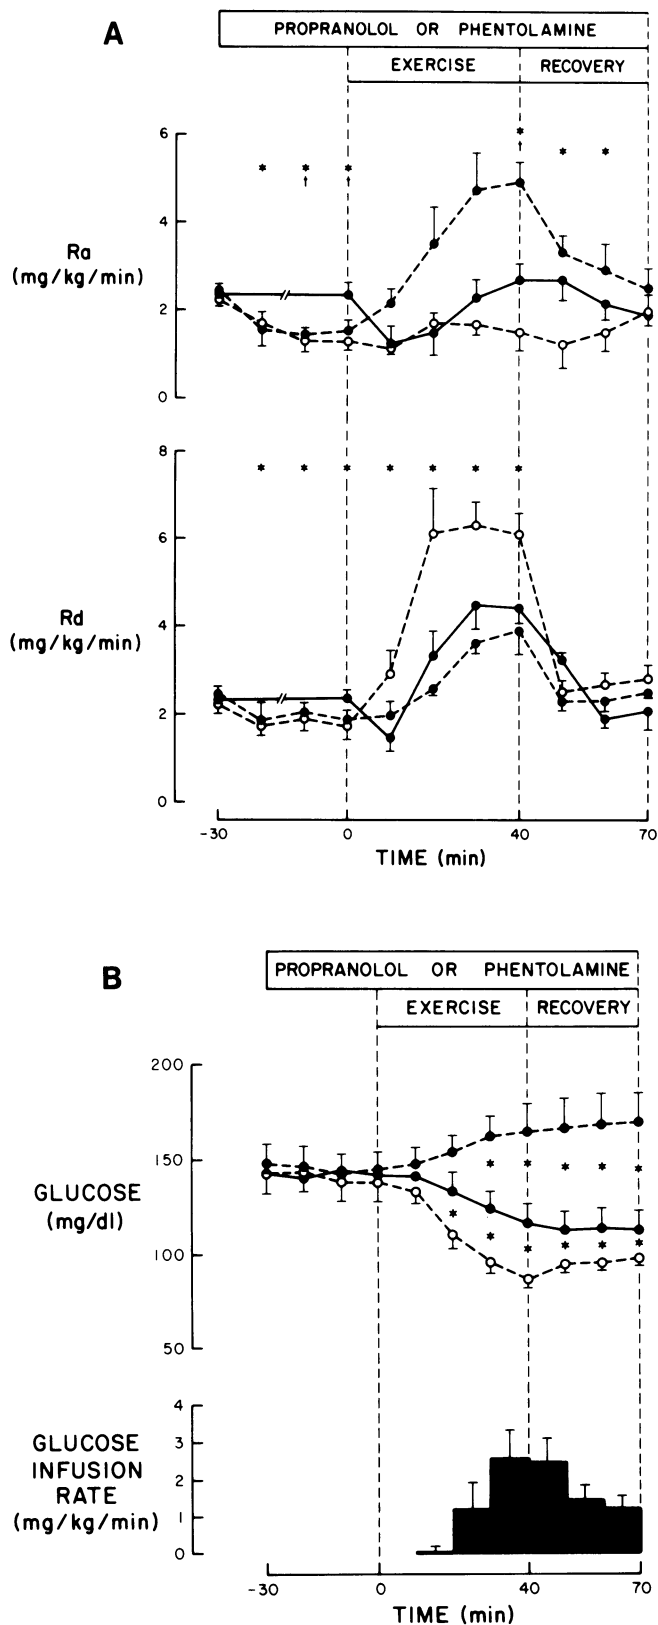 A
PROPRANOLOL OR PHENTOLAMINE
EXERCISE RECOVERY
6
4
Ra
(mg/kg/min)
2
0
8
6
Rd
(mg/kg/min)
4
2
0
-30 0 40 70
TIME (min)
B
PROPRANOLOL OR PHENTOLAMINE
EXERCISE RECOVERY
200
150
GLUCOSE
(mg/dl)
100
50
4
GLUCOSE
INFUSION
RATE
(mg/kg/min)
3
2
1
0
-30 0 40 70
TIME (min)